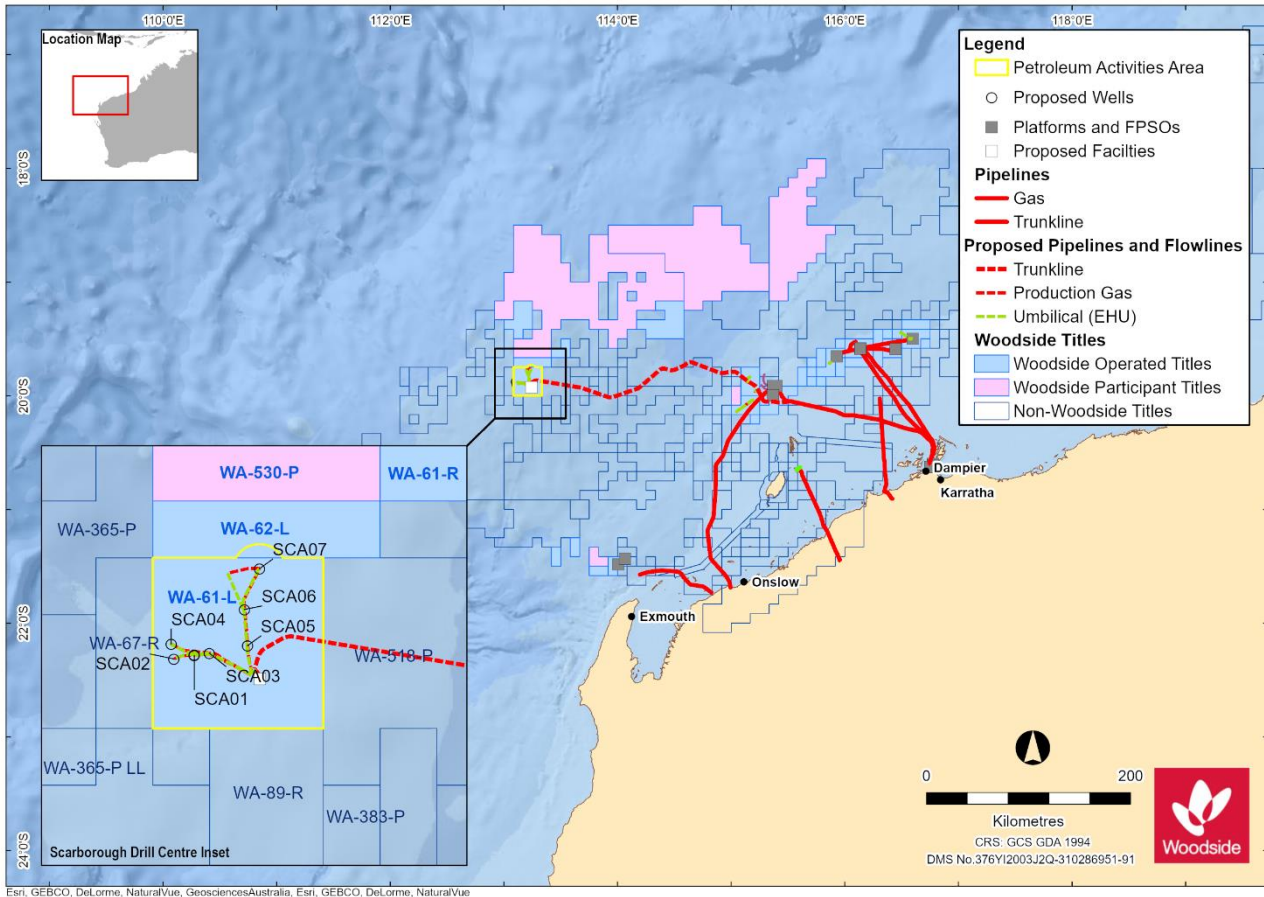 110°0'E
112°0'E
114°0'E
116°0'E
118°0'E
Location Map
Legend
Petroleum Activities Area
Proposed Wells
Platforms and FPSOs
Proposed Facilties
Pipelines
Gas
Trunkline
Proposed Pipelines and Flowlines
Trunkline
Production Gas
Umbilical (EHU)
Woodside Titles
Woodside Operated Titles
Woodside Participant Titles
Non-Woodside Titles
18°0'S
20°0'S
22°0'S
24°0'S
Dampier
Karratha
Onslow
Exmouth
WA-530-P
WA-61-R
WA-365-P
WA-62-L
SCA07
WA-61-L
SCA06
SCA04
SCA05
WA-67-R
WA-518-P
SCA02
SCA03
SCA01
WA-365-P LL
WA-89-R
WA-383-P
Scarborough Drill Centre Inset
0
200
Kilometres
CRS: GCS GDA 1994
DMS No.376YI2003J2Q-310286951-91
Woodside
Esri, GEBCO, DeLorme, NaturalVue, GeosciencesAustralia, Esri, GEBCO, DeLorme, NaturalVue